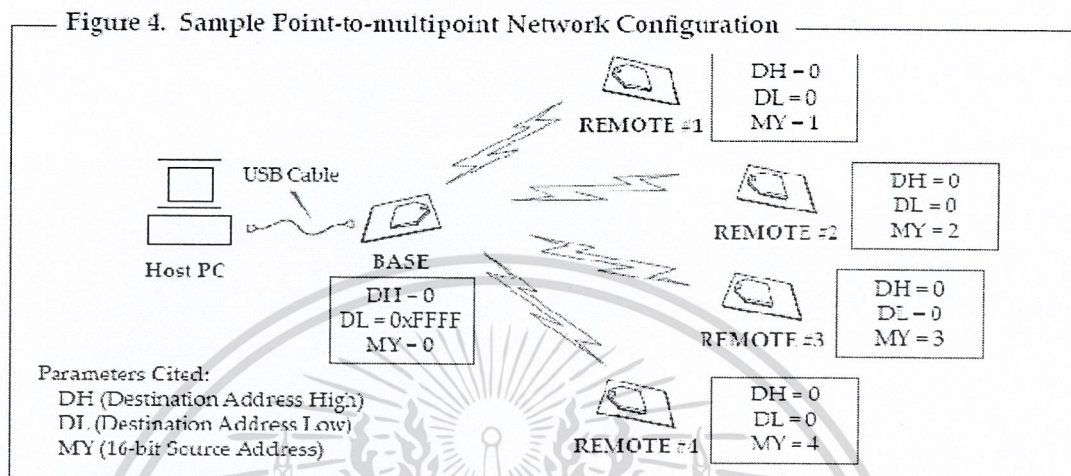 Figure 4. Sample Point-to-multipoint Network Configuration
DH = 0
DL = 0
MY = 1
REMOTE #1
USB Cable
DH = 0
DL = 0
MY = 2
REMOTE #2
Host PC
BASE
DH = 0
DL = 0xFFFF
MY = 0
DH = 0
DL = 0
MY = 3
REMOTE #3
Parameters Cited:
DH (Destination Address High)
DL (Destination Address Low)
MY (16-bit Source Address)
DH = 0
DL = 0
MY = 4
REMOTE #4